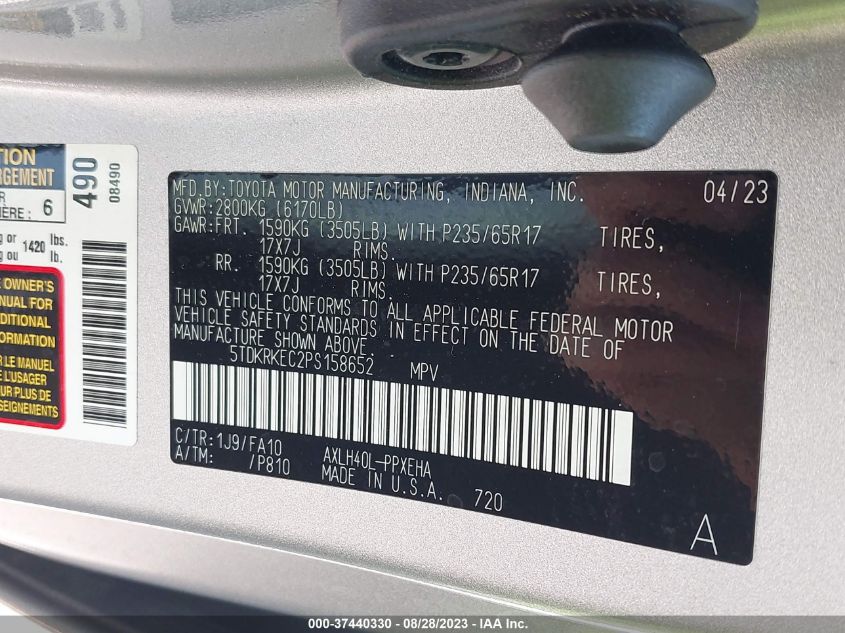 TION
RGEMENT
R
IÈRE: 6
g or 1420 lbs.
g ou lb.
E OWNER'S
ANUAL FOR
DITIONAL
ORMATION
LE MANUEL
L'USAGER
UR PLUS DE
SEIGNEMENTS
490
08490
MFD.BY:TOYOTA MOTOR MANUFACTURING, INDIANA, INC. 04/23
GVWR:2800KG (6170LB)
GAWR:FRT. 1590KG (3505LB) WITH P235/65R17 TIRES,
17X7J RIMS.
RR. 1590KG (3505LB) WITH P235/65R17 TIRES,
17X7J RIMS.
THIS VEHICLE CONFORMS TO ALL APPLICABLE FEDERAL MOTOR
VEHICLE SAFETY STANDARDS IN EFFECT ON THE DATE OF
MANUFACTURE SHOWN ABOVE.
5TDKRKEC2PS158652 MPV
C/TR:1J9/FA10 AXLH40L-PPXEHA
A/TM: /P810 MADE IN U.S.A. 720
A
000-37440330 - 08/28/2023 - IAA Inc.